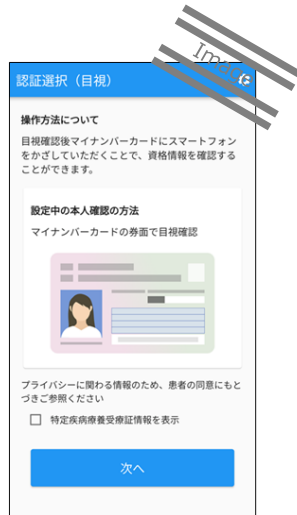 認証選択（目視）
操作方法について
目視確認後マイナンバーカードにスマートフォン
をかざしていただくことで、資格情報を確認する
ことができます。
設定中の本人確認の方法
マイナンバーカードの券面で目視確認
プライバシーに関わる情報のため、患者の同意にもと
づきご参照ください
特定疾病療養受療証情報を表示
次へ